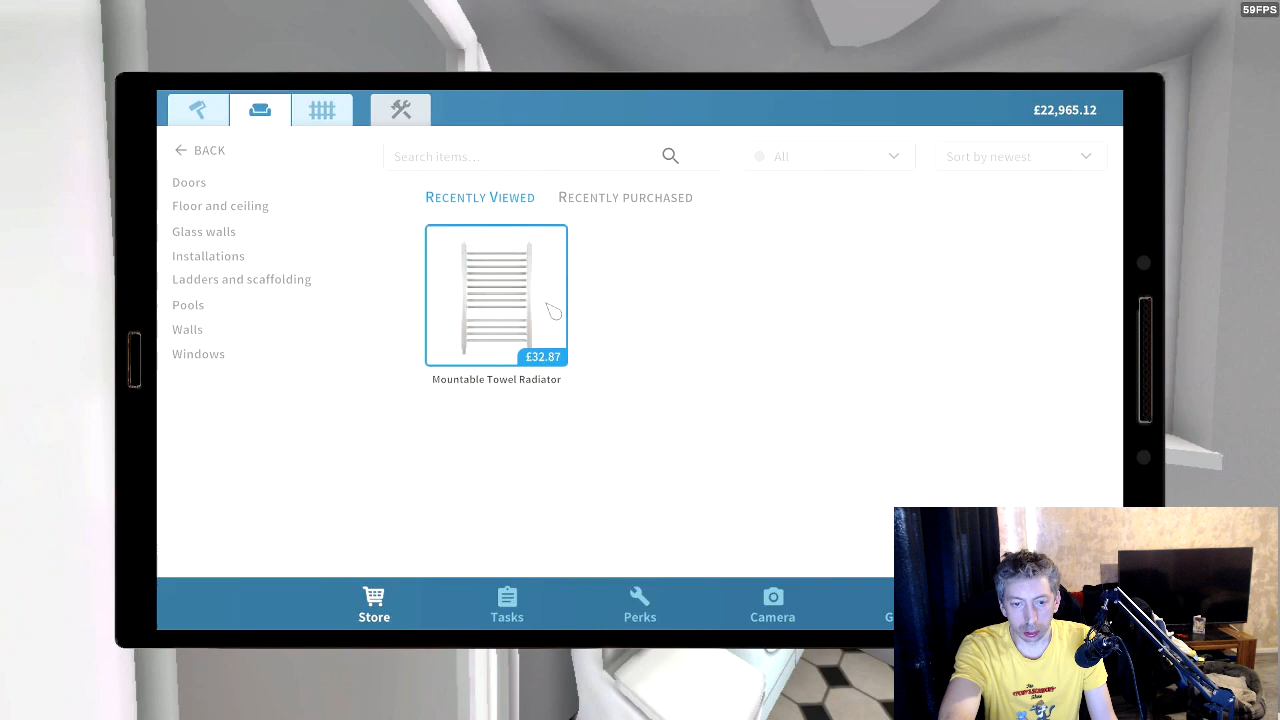 59FPS
£22,965.12
BACK
Search items...
All
Sort by newest
Doors
Floor and ceiling
Glass walls
Installations
Ladders and scaffolding
Pools
Walls
Windows
RECENTLY VIEWED
RECENTLY PURCHASED
£32.87
Mountable Towel Radiator
Store
Tasks
Perks
Camera